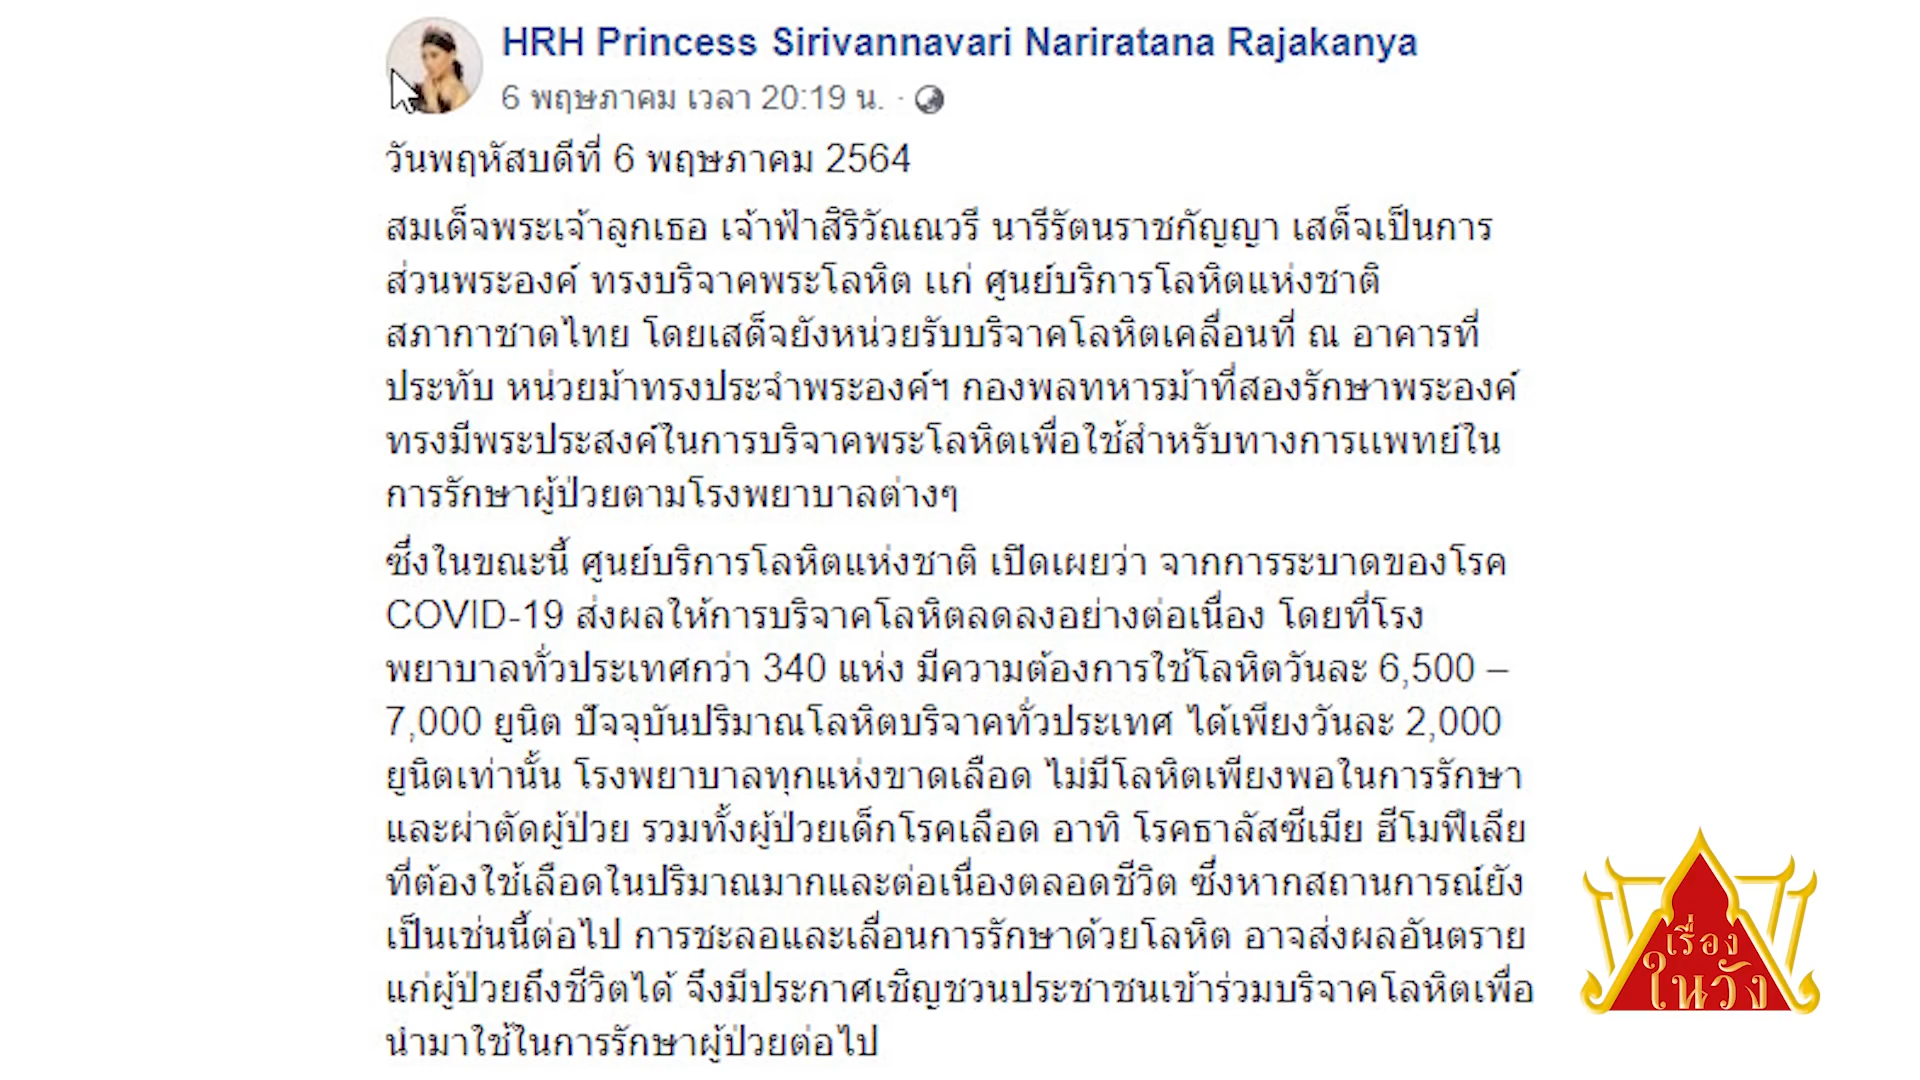 HRH Princess Sirivannavari Nariratana Rajakanya
6 พฤษภาคม เวลา 20:19 น. ·
วันพฤหัสบดีที่ 6 พฤษภาคม 2564
สมเด็จพระเจ้าลูกเธอ เจ้าฟ้าสิริวัณณวรี นารีรัตนราชกัญญา เสด็จเป็นการ
ส่วนพระองค์ ทรงบริจาคพระโลหิต แก่ ศูนย์บริการโลหิตแห่งชาติ
สภากาชาดไทย โดยเสด็จยังหน่วยรับบริจาคโลหิตเคลื่อนที่ ณ อาคารที่
ประทับ หน่วยม้าทรงประจำพระองค์ฯ กองพลทหารม้าที่สองรักษาพระองค์
ทรงมีพระประสงค์ในการบริจาคพระโลหิตเพื่อใช้สำหรับทางการแพทย์ใน
การรักษาผู้ป่วยตามโรงพยาบาลต่างๆ
ซึ่งในขณะนี้ ศูนย์บริการโลหิตแห่งชาติ เปิดเผยว่า จากการระบาดของโรค
COVID-19 ส่งผลให้การบริจาคโลหิตลดลงอย่างต่อเนื่อง โดยที่โรง
พยาบาลทั่วประเทศกว่า 340 แห่ง มีความต้องการใช้โลหิตวันละ 6,500 –
7,000 ยูนิต ปัจจุบันปริมาณโลหิตบริจาคทั่วประเทศ ได้เพียงวันละ 2,000
ยูนิตเท่านั้น โรงพยาบาลทุกแห่งขาดเลือด ไม่มีโลหิตเพียงพอในการรักษา
และผ่าตัดผู้ป่วย รวมทั้งผู้ป่วยเด็กโรคเลือด อาทิ โรคธาลัสซีเมีย ฮีโมฟีเลีย
ที่ต้องใช้เลือดในปริมาณมากและต่อเนื่องตลอดชีวิต ซึ่งหากสถานการณ์ยัง
เป็นเช่นนี้ต่อไป การชะลอและเลื่อนการรักษาด้วยโลหิต อาจส่งผลอันตราย
แก่ผู้ป่วยถึงชีวิตได้ จึงมีประกาศเชิญชวนประชาชนเข้าร่วมบริจาคโลหิตเพื่อ
นำมาใช้ในการรักษาผู้ป่วยต่อไป
เรื่อง
ในวัง